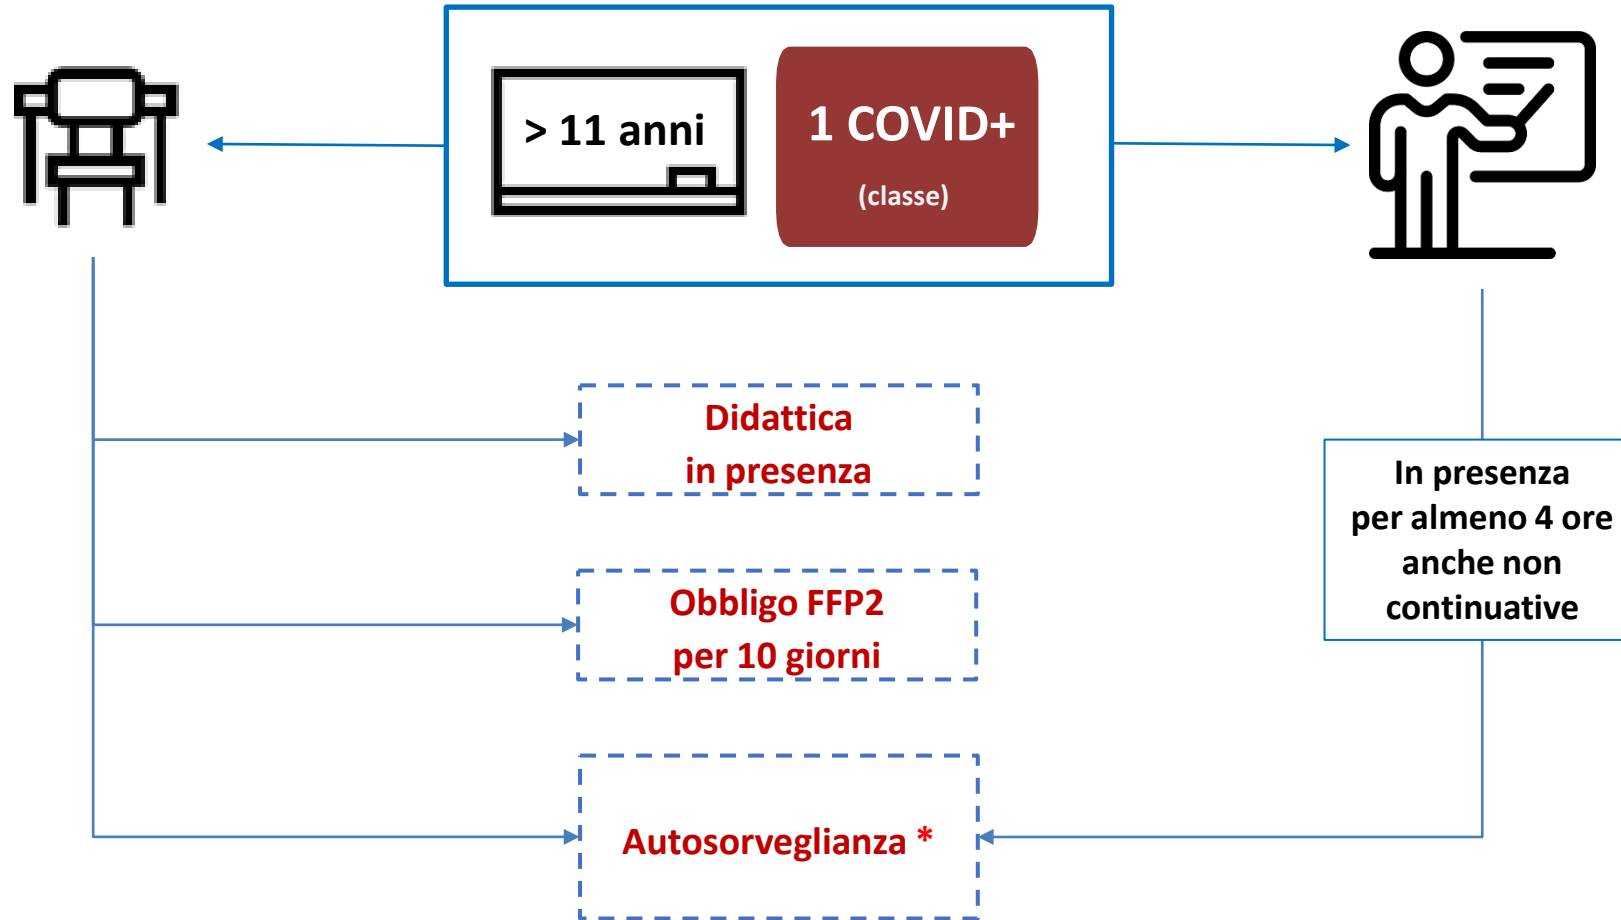 > 11 anni
1 COVID+
(classe)
Didattica
in presenza
Obbligo FFP2
per 10 giorni
Autosorveglianza *
In presenza
per almeno 4 ore
anche non
continuative